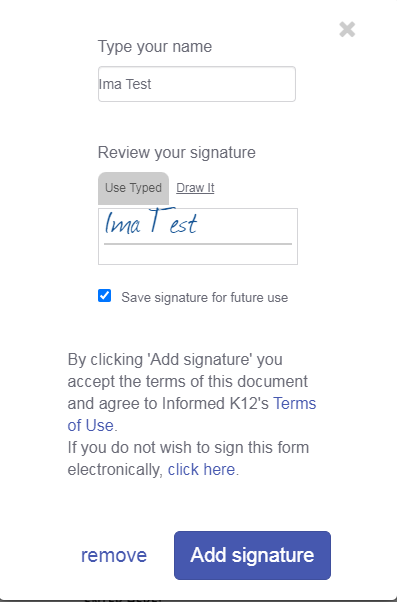 Type your name
Ima Test
Review your signature
Use Typed Draw It
Ima Test
Save signature for future use
By clicking 'Add signature' you
accept the terms of this document
and agree to Informed K12's Terms
of Use.
If you do not wish to sign this form
electronically, click here.
remove Add signature